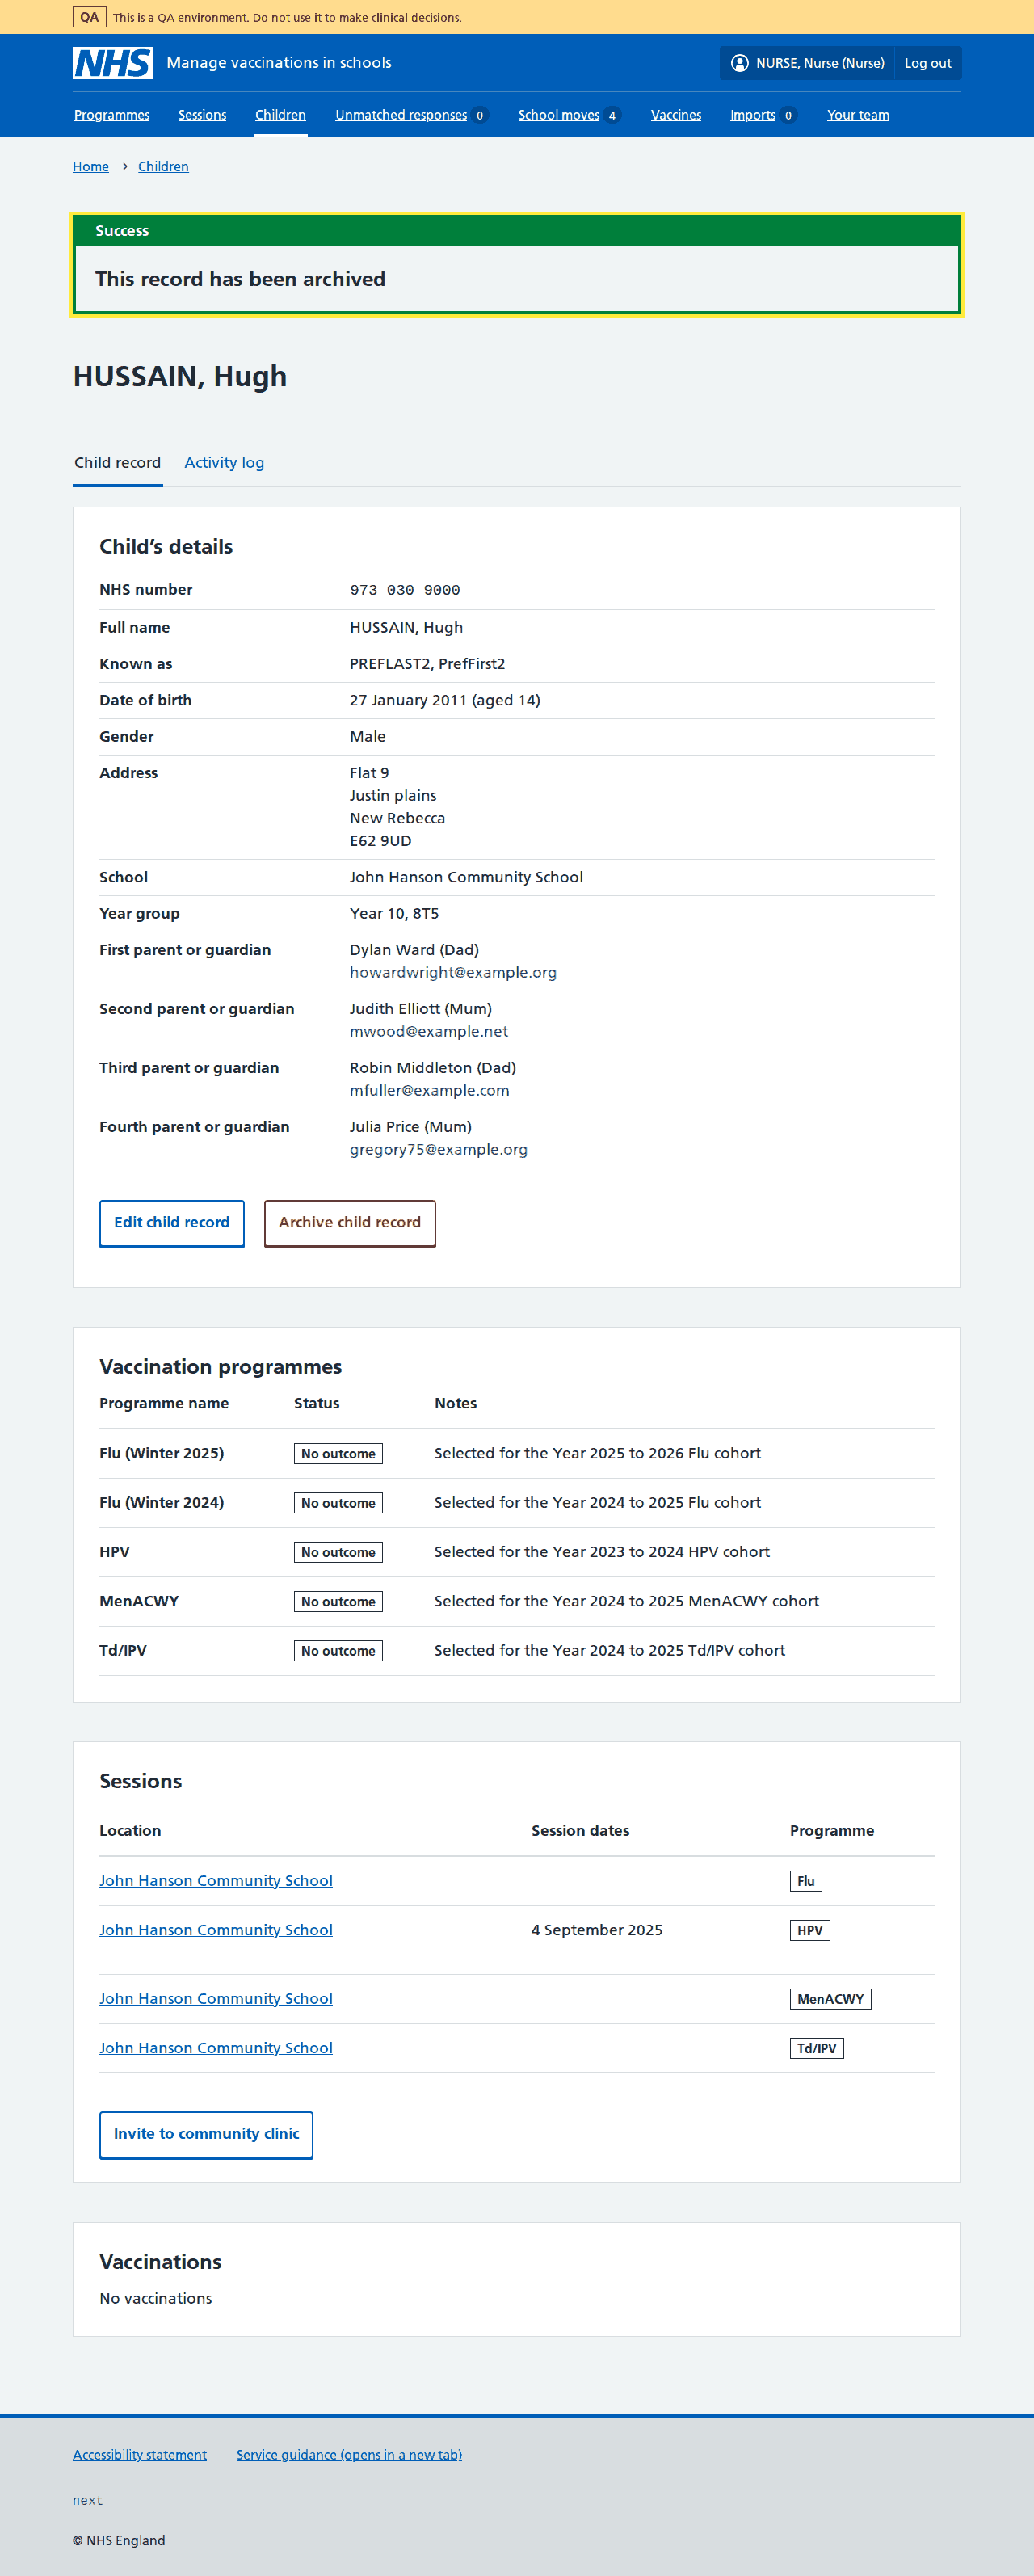 QA This is a QA environment. Do not use it to make clinical decisions.
NHS Manage vaccinations in schools NURSE, Nurse (Nurse) Log out
Programmes Sessions Children Unmatched responses 0 School moves 4 Vaccines Imports 0 Your team
Home › Children
Success
This record has been archived
HUSSAIN, Hugh
Child record Activity log
Child’s details
NHS number 973 030 9000
Full name HUSSAIN, Hugh
Known as PREFLAST2, PrefFirst2
Date of birth 27 January 2011 (aged 14)
Gender Male
Address Flat 9
Justin plains
New Rebecca
E62 9UD
School John Hanson Community School
Year group Year 10, 8T5
First parent or guardian Dylan Ward (Dad)
howardwright@example.org
Second parent or guardian Judith Elliott (Mum)
mwood@example.net
Third parent or guardian Robin Middleton (Dad)
mfuller@example.com
Fourth parent or guardian Julia Price (Mum)
gregory75@example.org
Edit child record Archive child record
Vaccination programmes
Programme name Status Notes
Flu (Winter 2025) No outcome Selected for the Year 2025 to 2026 Flu cohort
Flu (Winter 2024) No outcome Selected for the Year 2024 to 2025 Flu cohort
HPV No outcome Selected for the Year 2023 to 2024 HPV cohort
MenACWY No outcome Selected for the Year 2024 to 2025 MenACWY cohort
Td/IPV No outcome Selected for the Year 2024 to 2025 Td/IPV cohort
Sessions
Location Session dates Programme
John Hanson Community School Flu
John Hanson Community School 4 September 2025 HPV
John Hanson Community School MenACWY
John Hanson Community School Td/IPV
Invite to community clinic
Vaccinations
No vaccinations
Accessibility statement Service guidance (opens in a new tab)
next
© NHS England